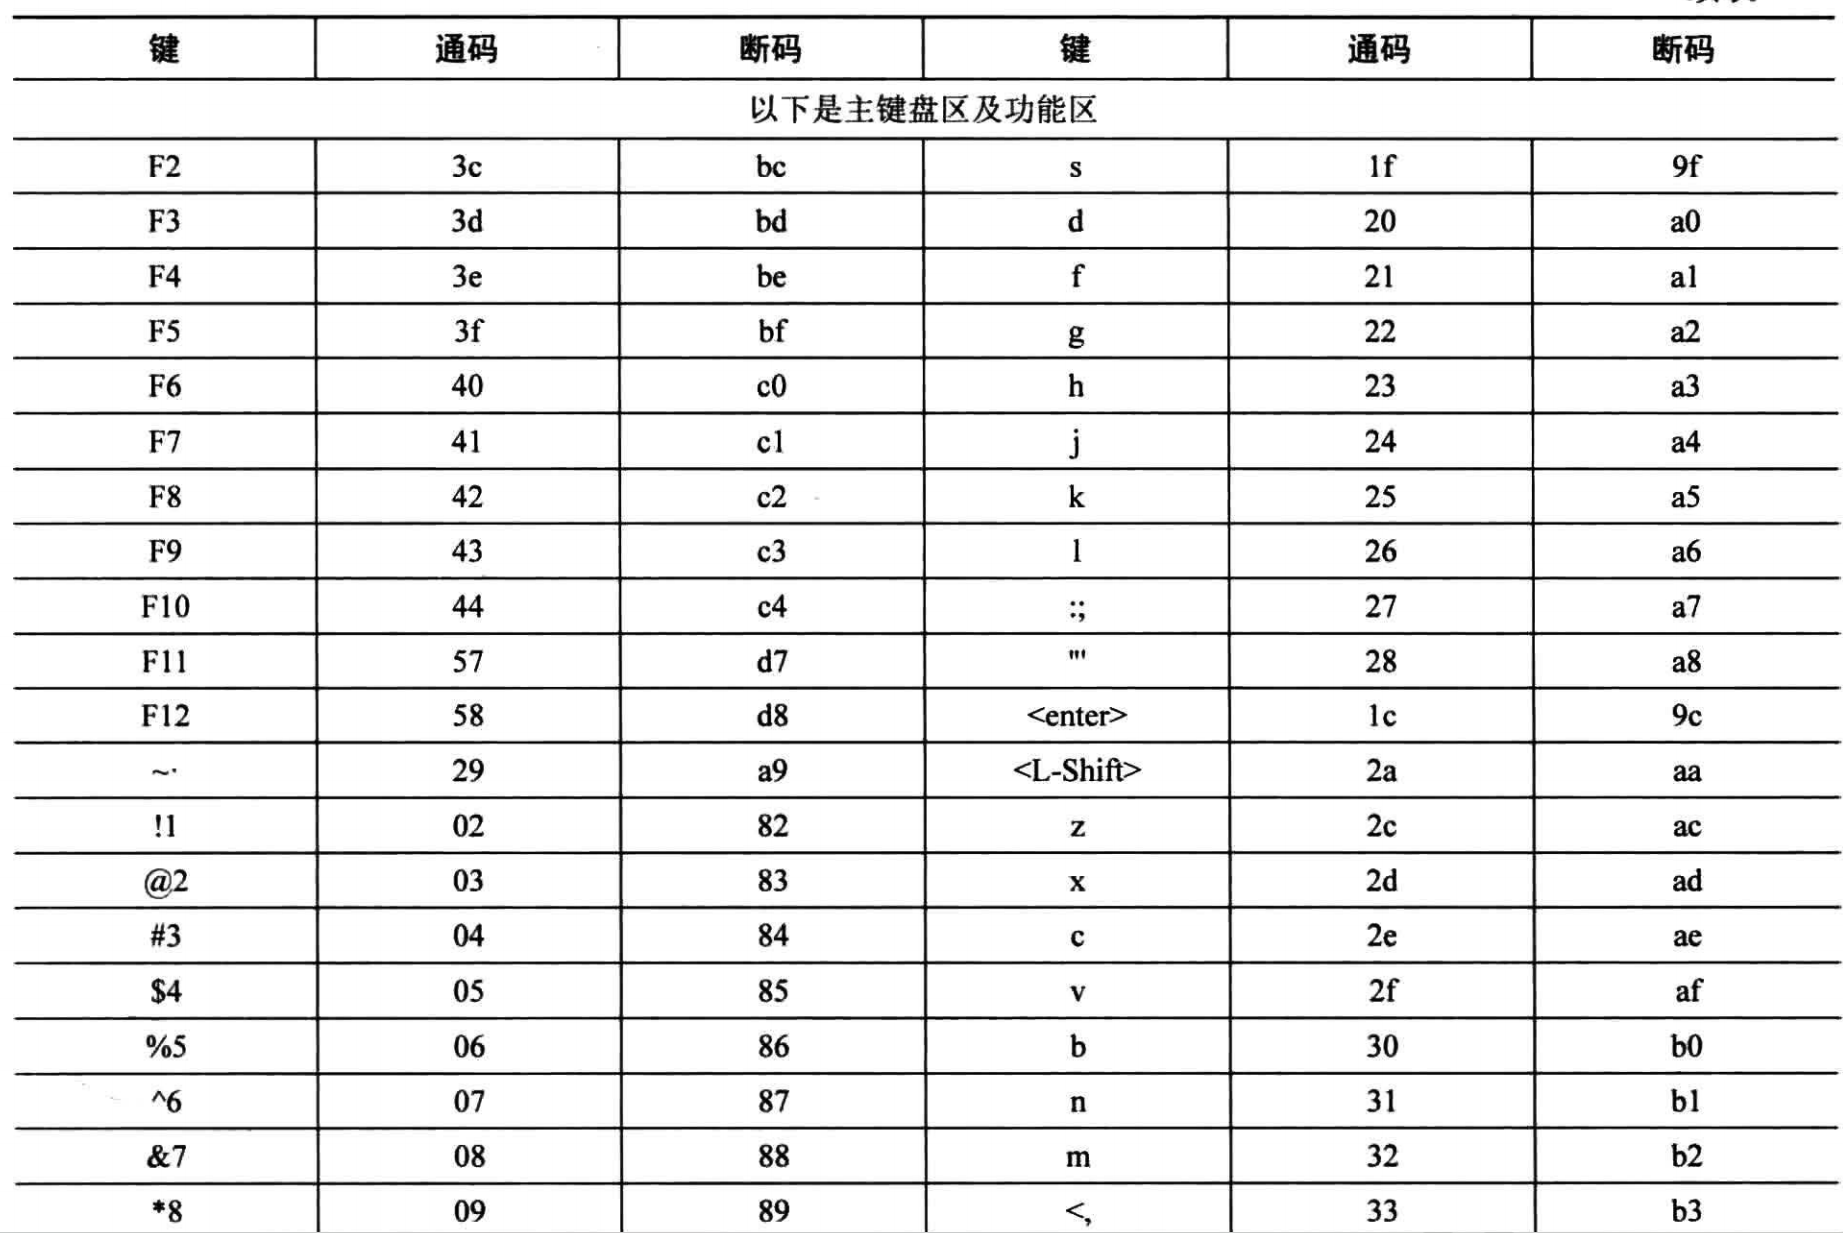 键 通码 断码 键 通码 断码
以下是主键盘区及功能区
F2 3c bc s 1f 9f
F3 3d bd d 20 a0
F4 3e be f 21 a1
F5 3f bf g 22 a2
F6 40 c0 h 23 a3
F7 41 c1 j 24 a4
F8 42 c2 k 25 a5
F9 43 c3 l 26 a6
F10 44 c4 :; 27 a7
F11 57 d7 "' 28 a8
F12 58 d8 <enter> 1c 9c
~· 29 a9 <L-Shift> 2a aa
!1 02 82 z 2c ac
@2 03 83 x 2d ad
#3 04 84 c 2e ae
$4 05 85 v 2f af
%5 06 86 b 30 b0
^6 07 87 n 31 b1
&7 08 88 m 32 b2
*8 09 89 <, 33 b3